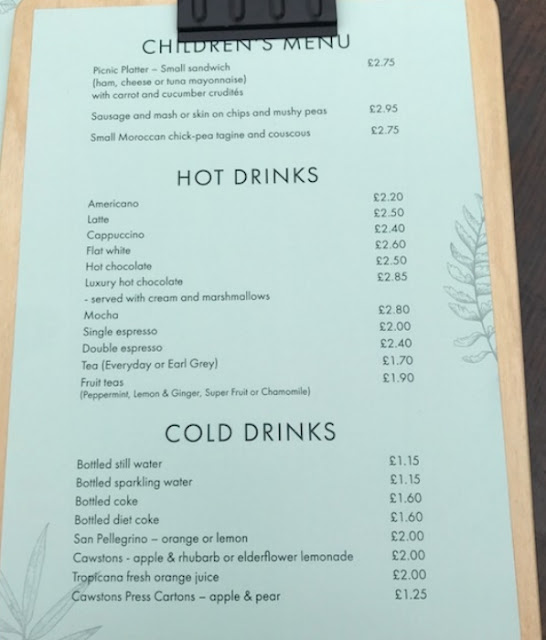 CHILDREN'S MENU
Picnic Platter – Small sandwich £2.75
(ham, cheese or tuna mayonnaise)
with carrot and cucumber crudités
Sausage and mash or skin on chips and mushy peas £2.95
Small Moroccan chick-pea tagine and couscous £2.75
HOT DRINKS
Americano £2.20
Latte £2.50
Cappuccino £2.40
Flat white £2.60
Hot chocolate £2.50
Luxury hot chocolate £2.85
- served with cream and marshmallows
Mocha £2.80
Single espresso £2.00
Double espresso £2.40
Tea (Everyday or Earl Grey) £1.70
Fruit teas £1.90
(Peppermint, Lemon & Ginger, Super Fruit or Chamomile)
COLD DRINKS
Bottled still water £1.15
Bottled sparkling water £1.15
Bottled coke £1.60
Bottled diet coke £1.60
San Pellegrino – orange or lemon £2.00
Cawstons - apple & rhubarb or elderflower lemonade £2.00
Tropicana fresh orange juice £2.00
Cawstons Press Cartons – apple & pear £1.25